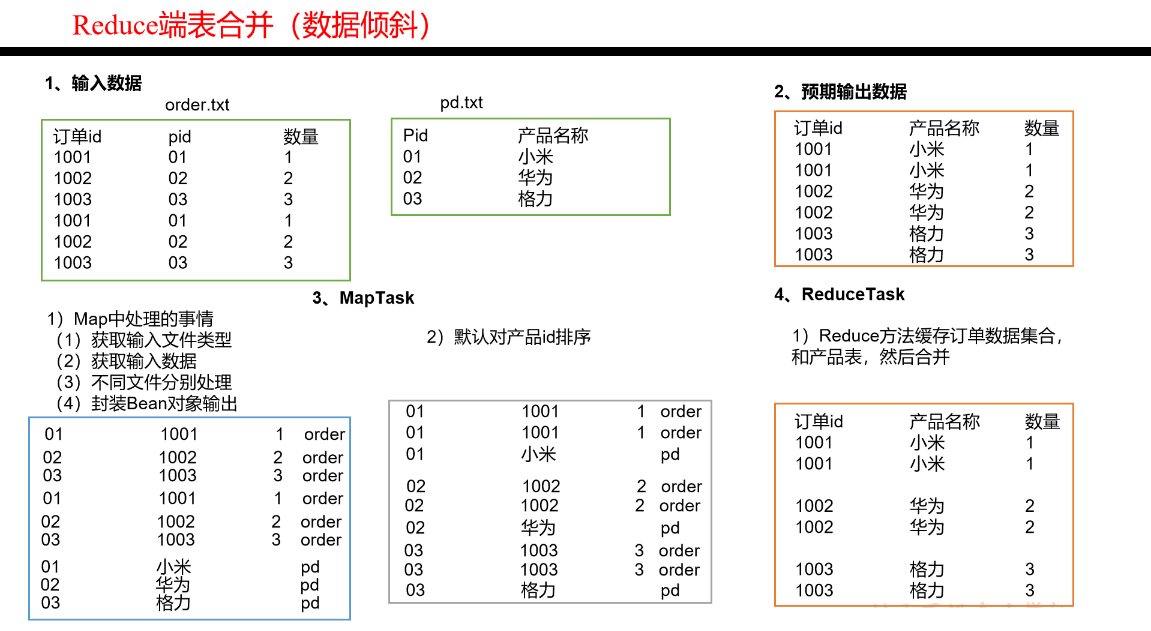 Reduce端表合并（数据倾斜）
1、输入数据
order.txt
订单id pid 数量
1001 01 1
1002 02 2
1003 03 3
1001 01 1
1002 02 2
1003 03 3
pd.txt
Pid 产品名称
01 小米
02 华为
03 格力
2、预期输出数据
订单id 产品名称 数量
1001 小米 1
1001 小米 1
1002 华为 2
1002 华为 2
1003 格力 3
1003 格力 3
3、MapTask
1）Map中处理的事情
（1）获取输入文件类型
（2）获取输入数据
（3）不同文件分别处理
（4）封装Bean对象输出
01 1001 1 order
02 1002 2 order
03 1003 3 order
01 1001 1 order
02 1002 2 order
03 1003 3 order
01 小米 pd
02 华为 pd
03 格力 pd
2）默认对产品id排序
01 1001 1 order
01 1001 1 order
01 小米 pd
02 1002 2 order
02 1002 2 order
02 华为 pd
03 1003 3 order
03 1003 3 order
03 格力 pd
4、ReduceTask
1）Reduce方法缓存订单数据集合，
和产品表，然后合并
订单id 产品名称 数量
1001 小米 1
1001 小米 1
1002 华为 2
1002 华为 2
1003 格力 3
1003 格力 3